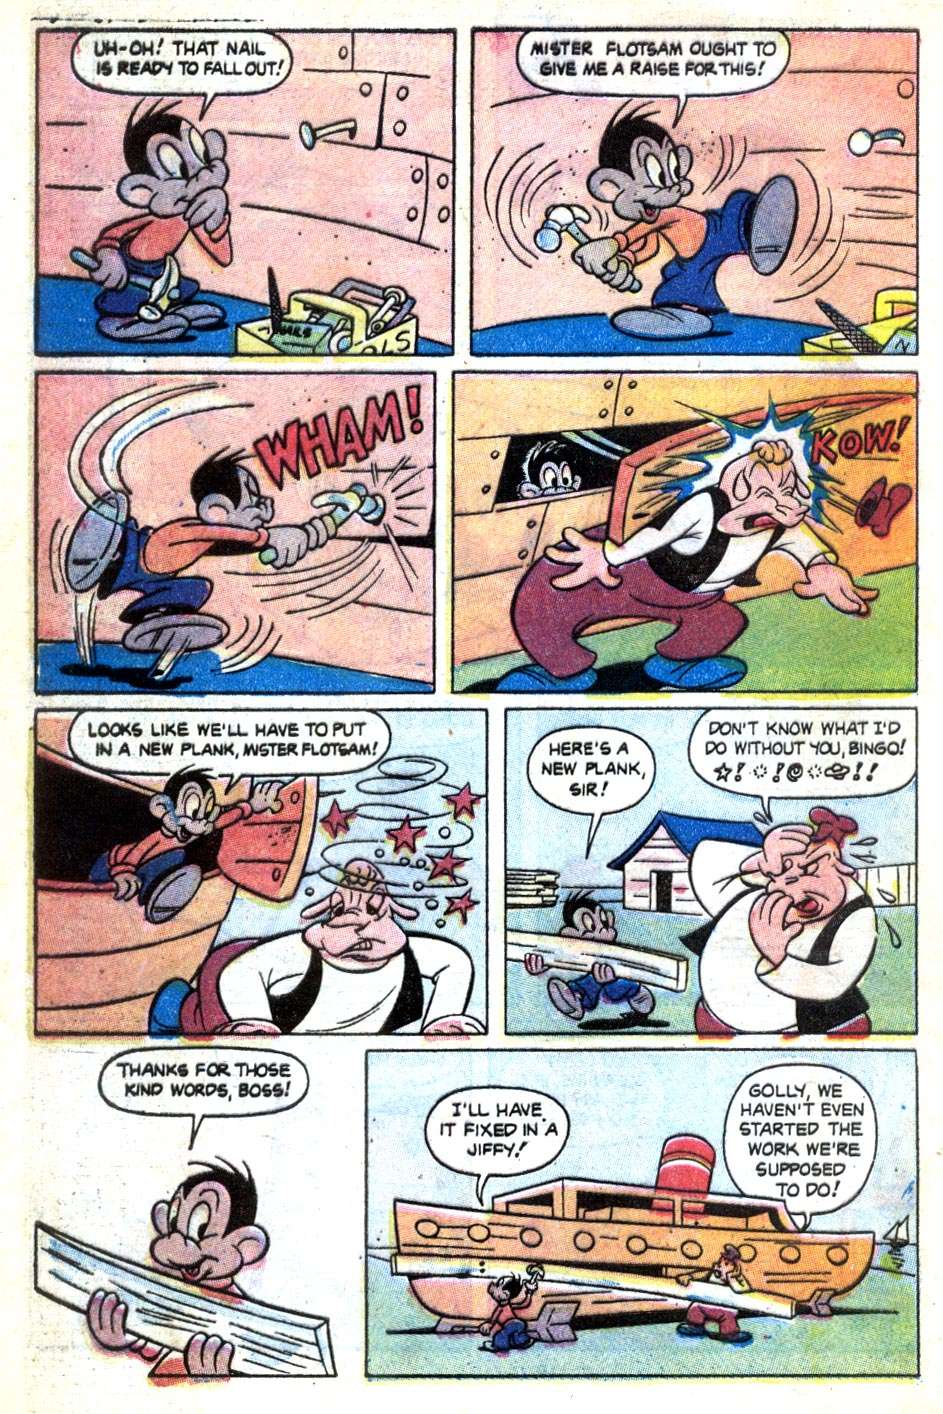 UH-OH! THAT NAIL
IS READY TO FALL OUT!
NAILS
OLS
MISTER FLOTSAM OUGHT TO
GIVE ME A RAISE FOR THIS!
N
WHAM!
KOW!
LOOKS LIKE WE'LL HAVE TO PUT
IN A NEW PLANK, MISTER FLOTSAM!
HERE'S A
NEW PLANK,
SIR!
DON'T KNOW WHAT I'D
DO WITHOUT YOU, BINGO!
☆!҉!@҉🪐!!
THANKS FOR THOSE
KIND WORDS, BOSS!
I'LL HAVE
IT FIXED IN A
JIFFY!
GOLLY, WE
HAVEN'T EVEN
STARTED THE
WORK WE'RE
SUPPOSED
TO DO!